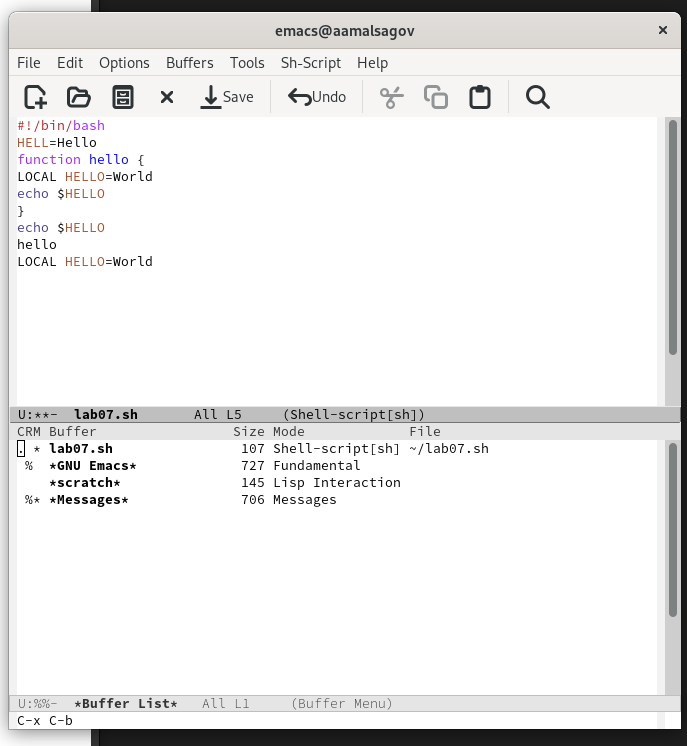 emacs@aamalsagov ×
File Edit Options Buffers Tools Sh-Script Help
Save Undo
#!/bin/bash
HELL=Hello
function hello {
LOCAL HELLO=World
echo $HELLO
}
echo $HELLO
hello
LOCAL HELLO=World
U:**- lab07.sh All L5 (Shell-script[sh])
CRM Buffer Size Mode File
. * lab07.sh 107 Shell-script[sh] ~/lab07.sh
% *GNU Emacs* 727 Fundamental
*scratch* 145 Lisp Interaction
%* *Messages* 706 Messages
U:%%- *Buffer List* All L1 (Buffer Menu)
C-x C-b